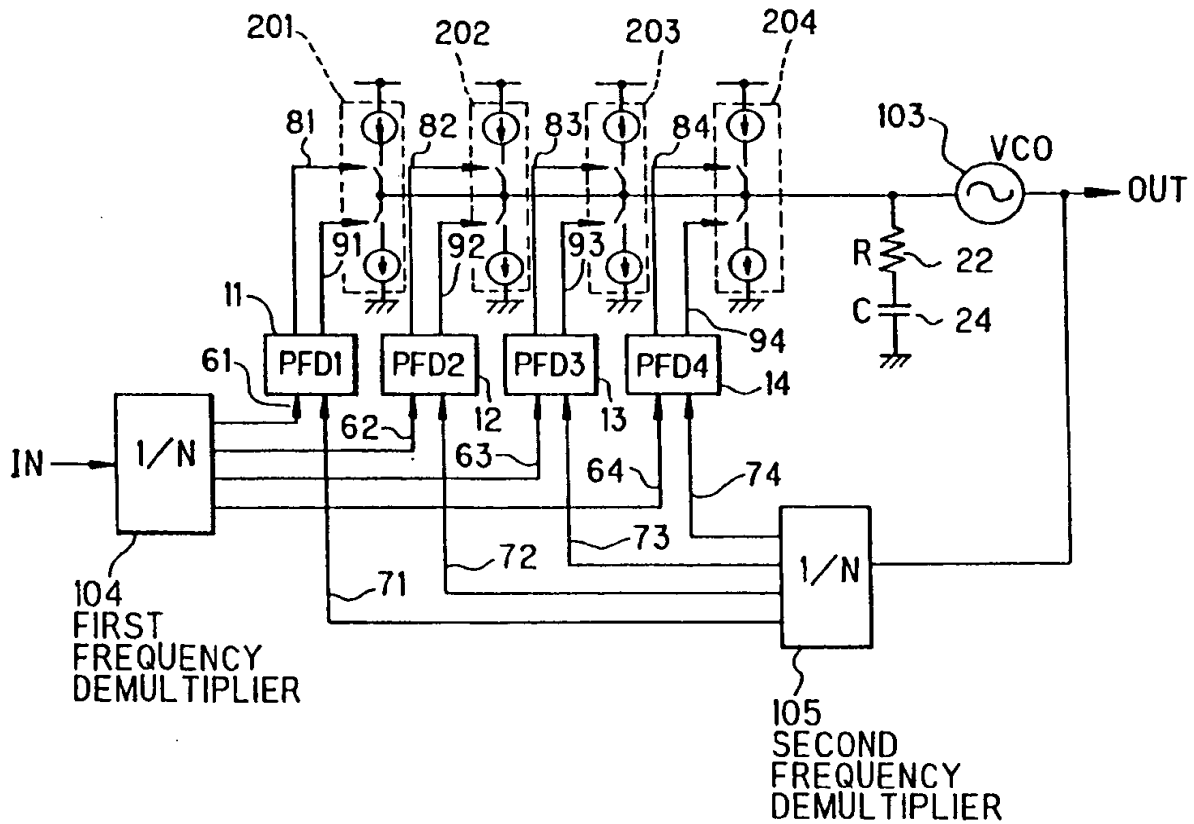 201
202
203
204
81
82
83
84
103
VCO
OUT
91
92
93
94
R
22
C
24
11
PFD1
PFD2
PFD3
PFD4
12
13
14
61
62
63
64
IN
1/N
74
73
72
71
1/N
104
FIRST
FREQUENCY
DEMULTIPLIER
105
SECOND
FREQUENCY
DEMULTIPLIER